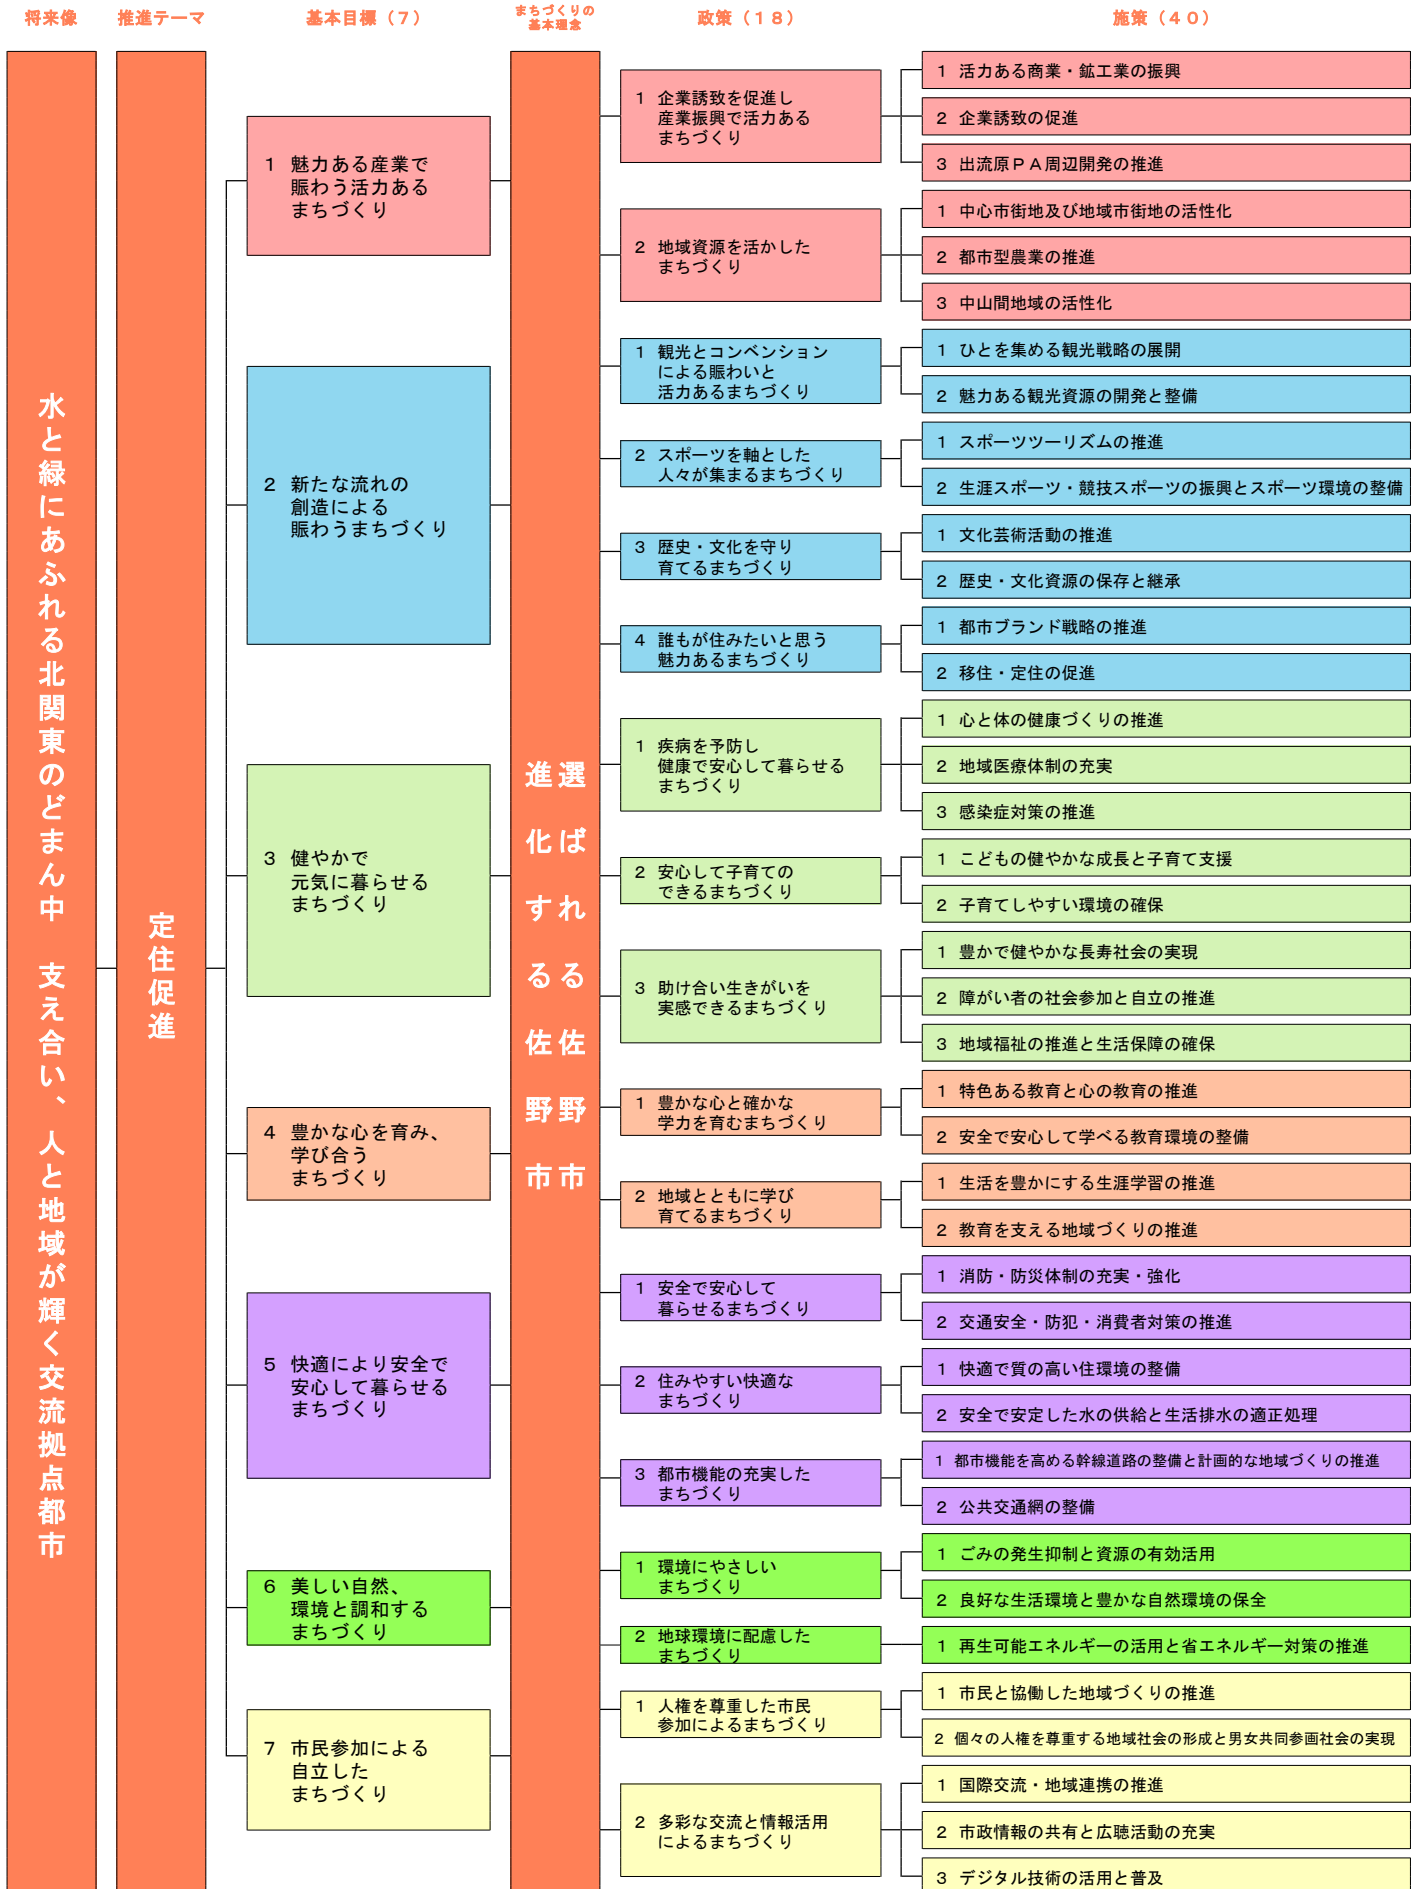 将来像
推進テーマ
基本目標（７）
まちづくりの
基本理念
政策（１８）
施策（４０）
水と緑にあふれる北関東のどまん中　支え合い、人と地域が輝く交流拠点都市
定住促進
選ばれる佐野市
進化する佐野市
1 魅力ある産業で
賑わう活力ある
まちづくり
1 企業誘致を促進し
産業振興で活力ある
まちづくり
1 活力ある商業・鉱工業の振興
2 企業誘致の促進
3 出流原ＰＡ周辺開発の推進
2 地域資源を活かした
まちづくり
1 中心市街地及び地域市街地の活性化
2 都市型農業の推進
3 中山間地域の活性化
2 新たな流れの
創造による
賑わうまちづくり
1 観光とコンベンション
による賑わいと
活力あるまちづくり
1 ひとを集める観光戦略の展開
2 魅力ある観光資源の開発と整備
2 スポーツを軸とした
人々が集まるまちづくり
1 スポーツツーリズムの推進
2 生涯スポーツ・競技スポーツの振興とスポーツ環境の整備
3 歴史・文化を守り
育てるまちづくり
1 文化芸術活動の推進
2 歴史・文化資源の保存と継承
4 誰もが住みたいと思う
魅力あるまちづくり
1 都市ブランド戦略の推進
2 移住・定住の促進
3 健やかで
元気に暮らせる
まちづくり
1 疾病を予防し
健康で安心して暮らせる
まちづくり
1 心と体の健康づくりの推進
2 地域医療体制の充実
3 感染症対策の推進
2 安心して子育ての
できるまちづくり
1 こどもの健やかな成長と子育て支援
2 子育てしやすい環境の確保
3 助け合い生きがいを
実感できるまちづくり
1 豊かで健やかな長寿社会の実現
2 障がい者の社会参加と自立の推進
3 地域福祉の推進と生活保障の確保
4 豊かな心を育み、
学び合う
まちづくり
1 豊かな心と確かな
学力を育むまちづくり
1 特色ある教育と心の教育の推進
2 安全で安心して学べる教育環境の整備
2 地域とともに学び
育てるまちづくり
1 生活を豊かにする生涯学習の推進
2 教育を支える地域づくりの推進
5 快適により安全で
安心して暮らせる
まちづくり
1 安全で安心して
暮らせるまちづくり
1 消防・防災体制の充実・強化
2 交通安全・防犯・消費者対策の推進
2 住みやすい快適な
まちづくり
1 快適で質の高い住環境の整備
2 安全で安定した水の供給と生活排水の適正処理
3 都市機能の充実した
まちづくり
1 都市機能を高める幹線道路の整備と計画的な地域づくりの推進
2 公共交通網の整備
6 美しい自然、
環境と調和する
まちづくり
1 環境にやさしい
まちづくり
1 ごみの発生抑制と資源の有効活用
2 良好な生活環境と豊かな自然環境の保全
2 地球環境に配慮した
まちづくり
1 再生可能エネルギーの活用と省エネルギー対策の推進
7 市民参加による
自立した
まちづくり
1 人権を尊重した市民
参加によるまちづくり
1 市民と協働した地域づくりの推進
2 個々の人権を尊重する地域社会の形成と男女共同参画社会の実現
2 多彩な交流と情報活用
によるまちづくり
1 国際交流・地域連携の推進
2 市政情報の共有と広聴活動の充実
3 デジタル技術の活用と普及